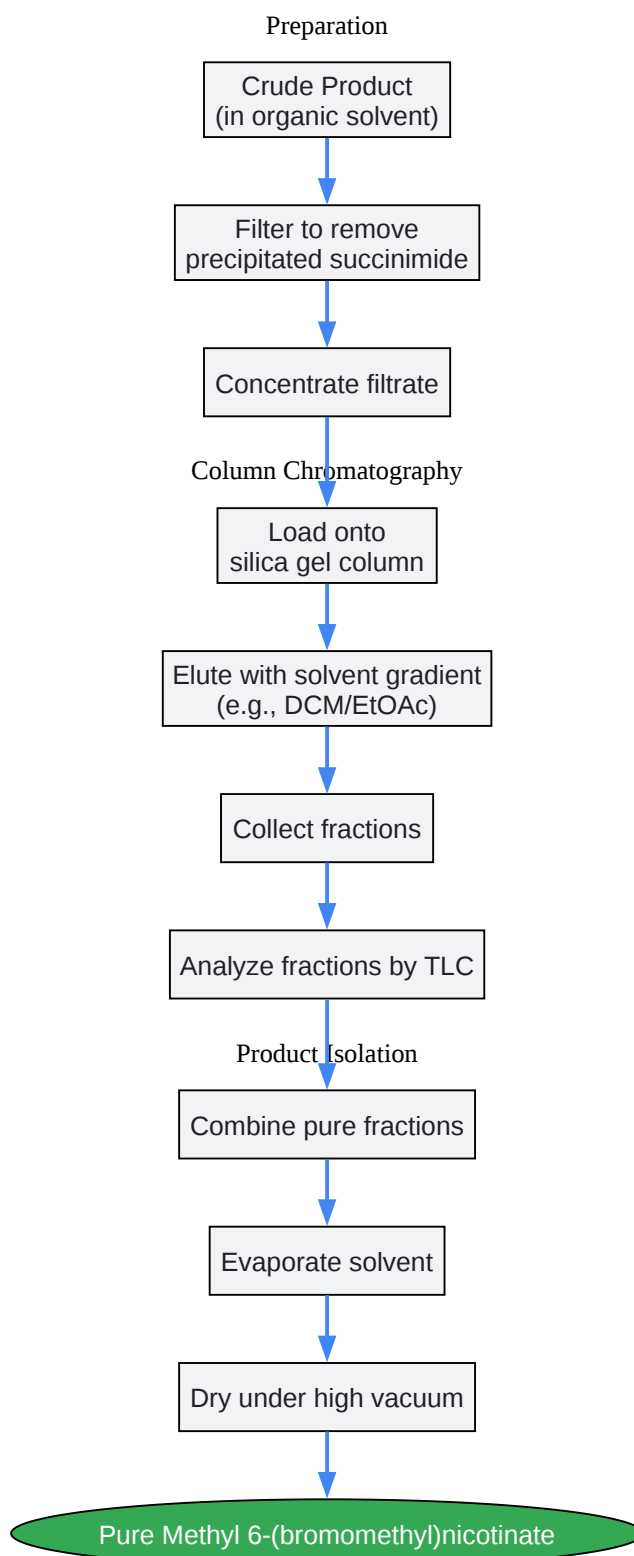 Preparation
Crude Product
(in organic solvent)
Filter to remove
precipitated succinimide
Concentrate filtrate
Column Chromatography
Load onto
silica gel column
Elute with solvent gradient
(e.g., DCM/EtOAc)
Collect fractions
Analyze fractions by TLC
Product Isolation
Combine pure fractions
Evaporate solvent
Dry under high vacuum
Pure Methyl 6-(bromomethyl)nicotinate